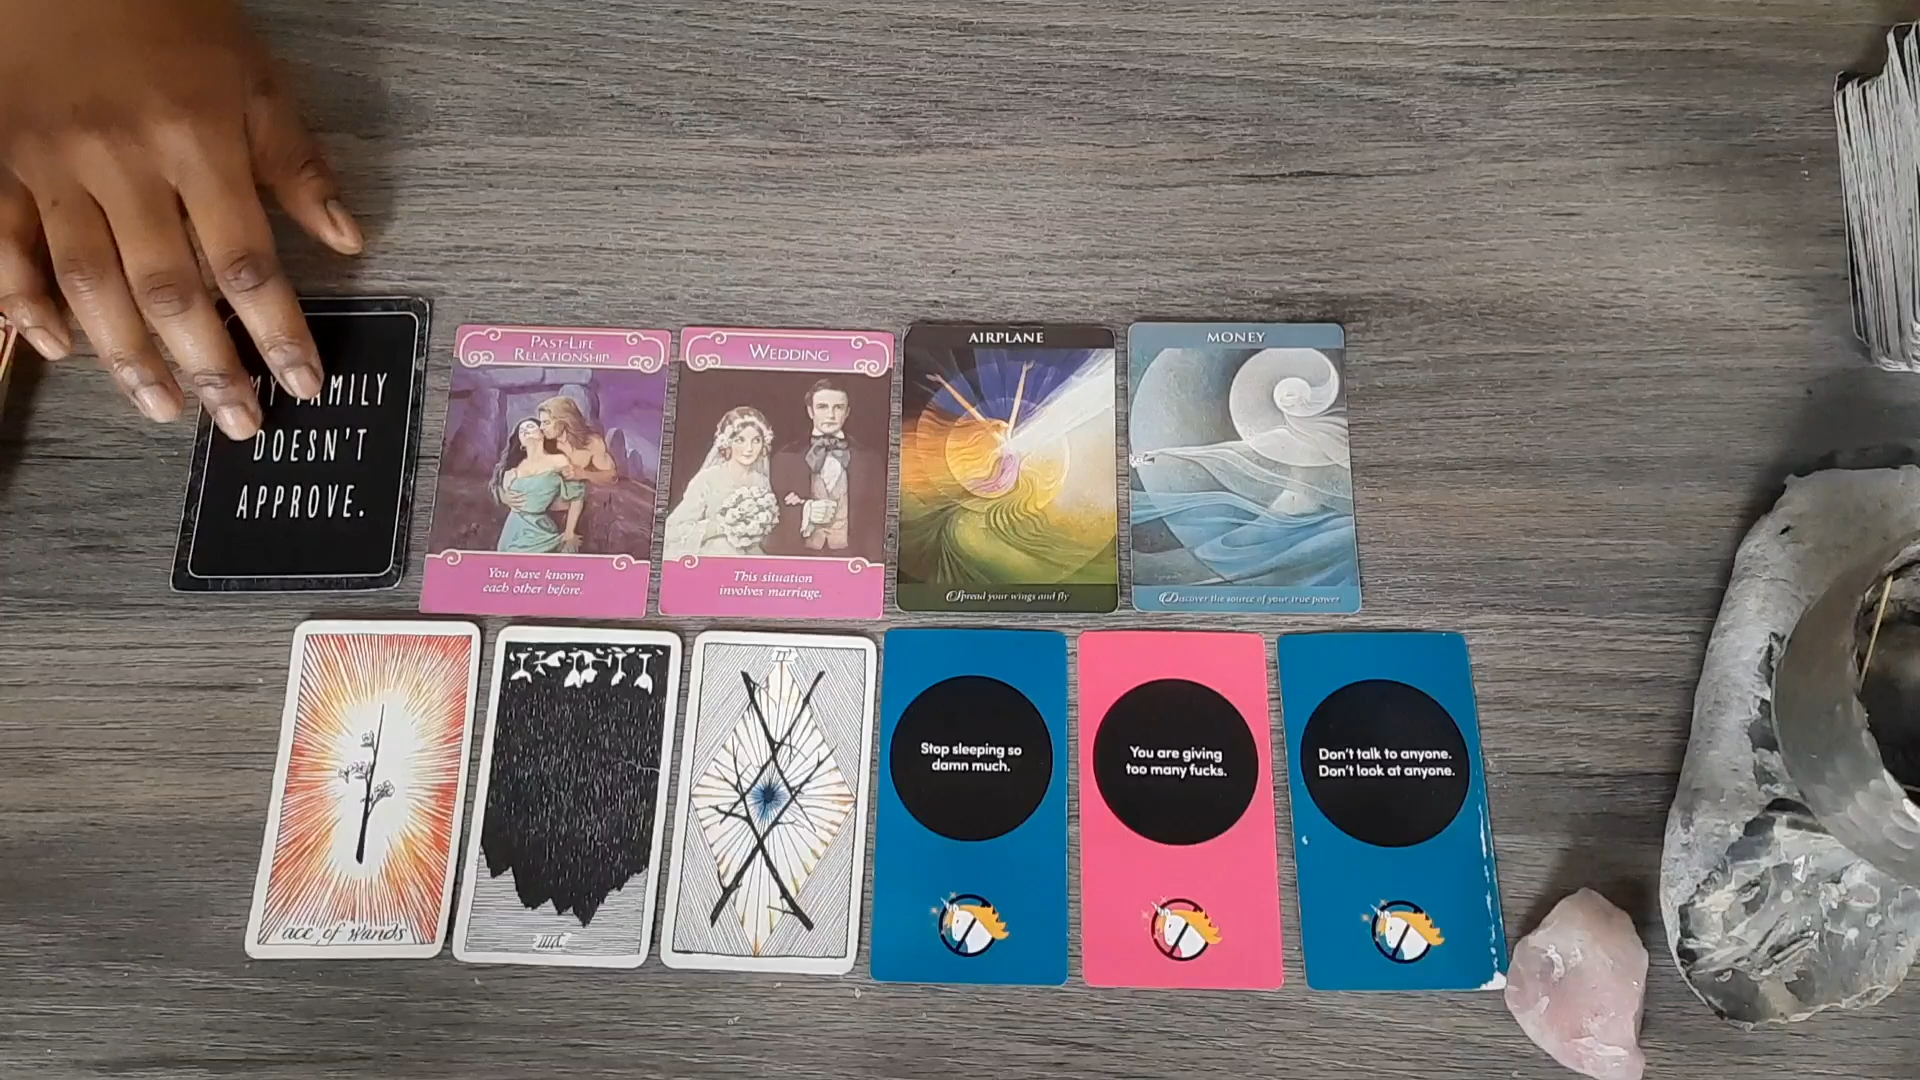 MY FAMILY
DOESN'T
APPROVE.
PAST-LIFE
RELATIONSHIP
You have known
each other before.
WEDDING
This situation
involves marriage.
AIRPLANE
Spread your wings and fly
MONEY
Discover the source of your true power
ace of wands
Stop sleeping so
damn much.
You are giving
too many fucks.
Don't talk to anyone.
Don't look at anyone.